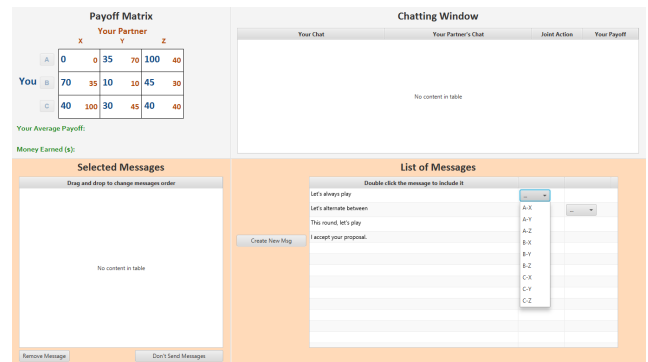 Payoff Matrix
Your Partner
X Y Z
A 0 0 35 70 100 40
You B 70 35 10 10 45 30
C 40 100 30 45 40 40
Your Average Payoff:
Money Earned ($):
Chatting Window
Your Chat Your Partner's Chat Joint Action Your Payoff
No content in table
Selected Messages
Drag and drop to change messages order
No content in table
Remove Message Don't Send Messages
List of Messages
Double click the message to Include it
Let's always play ...
Let's alternate between ...
This round, let's play
I accept your proposal.
Create New Msg
A-X
A-Y
A-Z
B-X
B-Y
B-Z
C-X
C-Y
C-Z